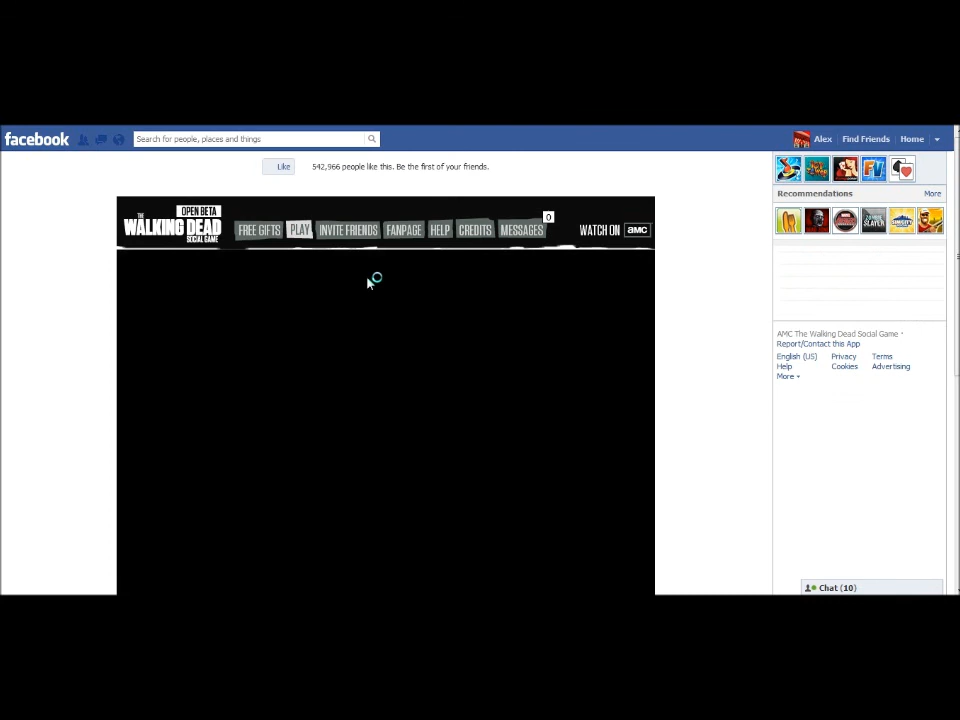 facebook
Search for people, places and things
Alex Find Friends Home
Like
542,966 people like this. Be the first of your friends.
Recommendations More
OPEN BETA
THE
WALKING DEAD
SOCIAL GAME
FREE GIFTS PLAY INVITE FRIENDS FANPAGE HELP CREDITS MESSAGES 0 WATCH ON amc
AMC The Walking Dead Social Game ·
Report/Contact this App
English (US) Privacy Terms
Help Cookies Advertising
More
Chat (10)